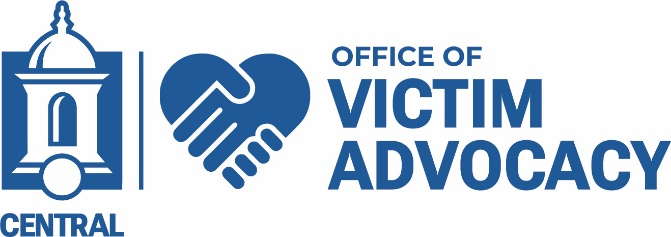 CENTRAL
OFFICE OF
VICTIM
ADVOCACY